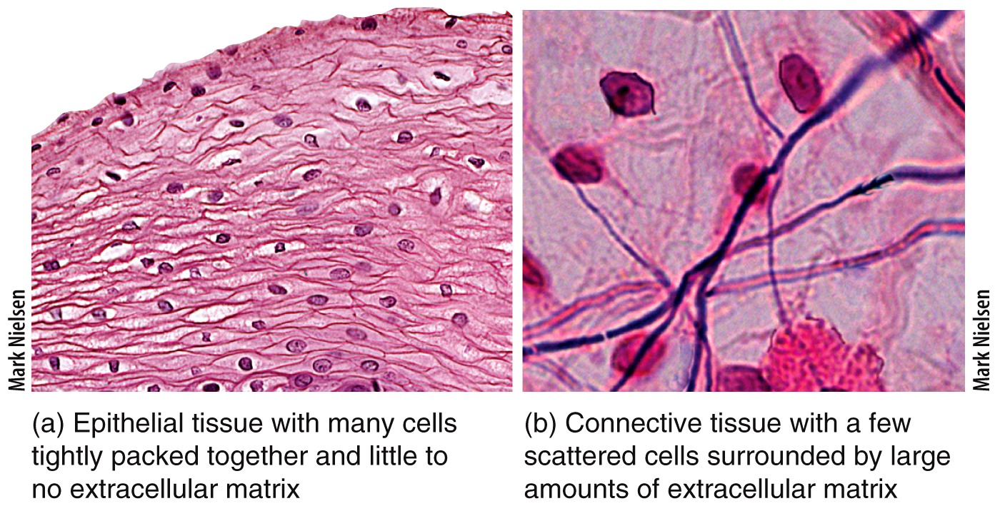 Mark Nielsen
Mark Nielsen
(a) Epithelial tissue with many cells
tightly packed together and little to
no extracellular matrix
(b) Connective tissue with a few
scattered cells surrounded by large
amounts of extracellular matrix